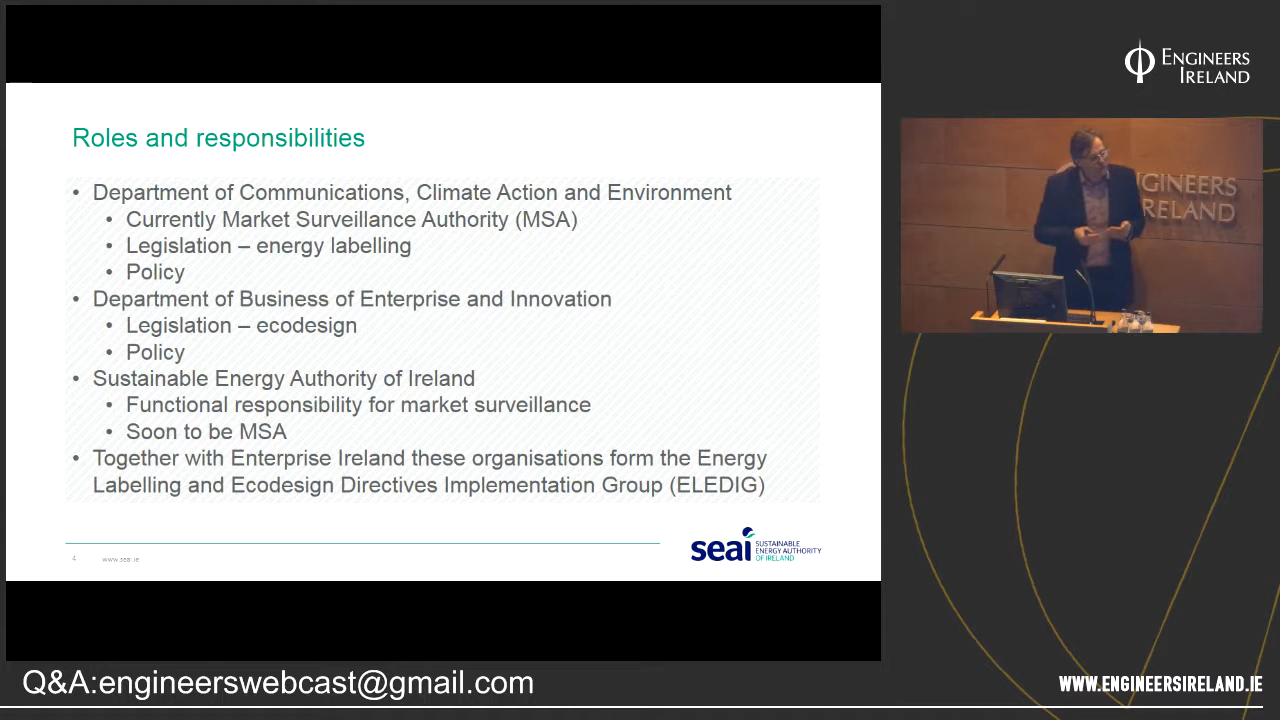 ENGINEERS
IRELAND
Roles and responsibilities
• Department of Communications, Climate Action and Environment
• Currently Market Surveillance Authority (MSA)
• Legislation – energy labelling
• Policy
• Department of Business of Enterprise and Innovation
• Legislation – ecodesign
• Policy
• Sustainable Energy Authority of Ireland
• Functional responsibility for market surveillance
• Soon to be MSA
• Together with Enterprise Ireland these organisations form the Energy
Labelling and Ecodesign Directives Implementation Group (ELEDIG)
4 www.seai.ie
seai SUSTAINABLE
ENERGY AUTHORITY
OF IRELAND
NGINEERS
IRELAND
Q&A:engineerswebcast@gmail.com
WWW.ENGINEERSIRELAND.IE